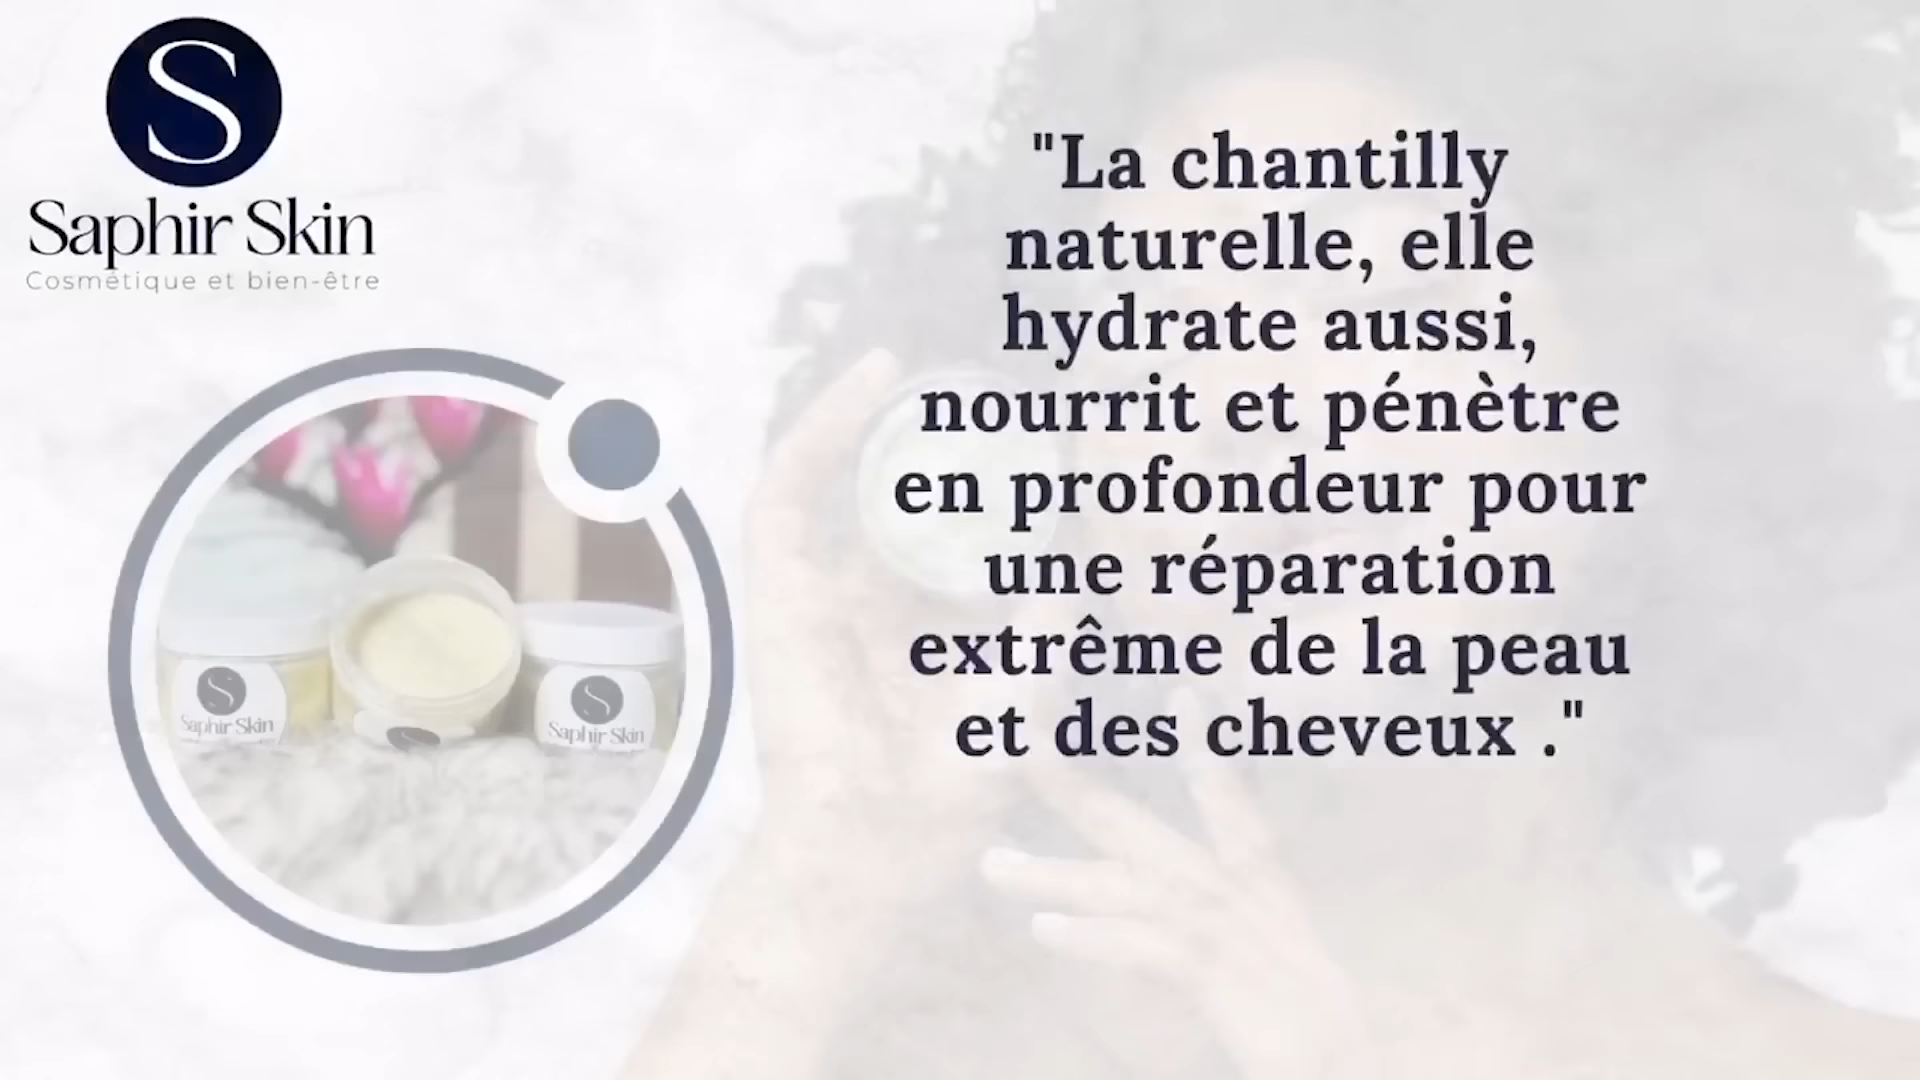 S
Saphir Skin
Cosmétique et bien-être
"La chantilly
naturelle, elle
hydrate aussi,
nourrit et pénètre
en profondeur pour
une réparation
extrême de la peau
et des cheveux ."
S
Saphir Skin
S
Saphir Skin